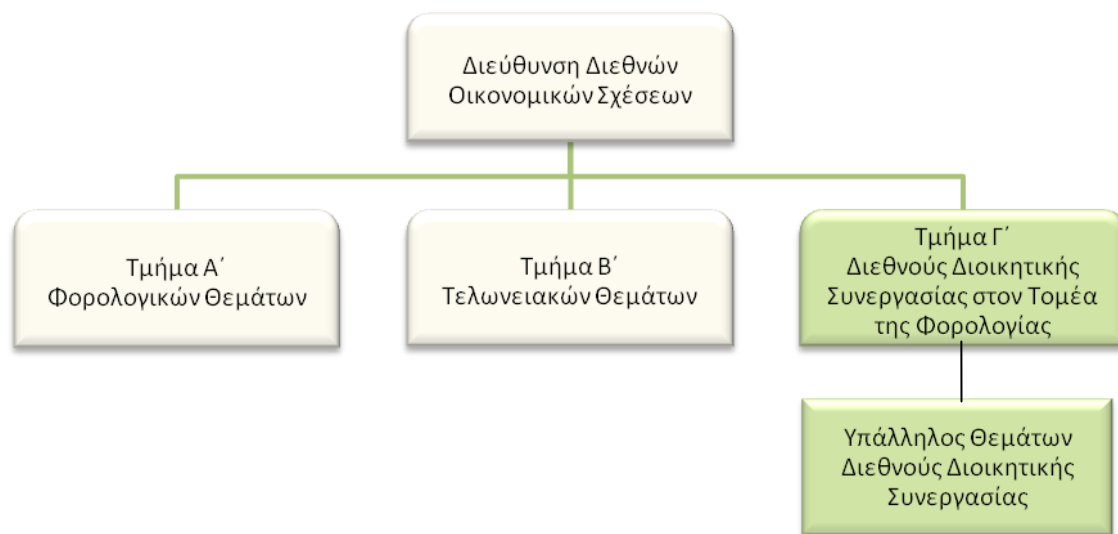 Διεύθυνση Διεθνών
Οικονομικών Σχέσεων
Τμήμα Α΄
Φορολογικών Θεμάτων
Τμήμα Β΄
Τελωνειακών Θεμάτων
Τμήμα Γ΄
Διεθνούς Διοικητικής
Συνεργασίας στον Τομέα
της Φορολογίας
Υπάλληλος Θεμάτων
Διεθνούς Διοικητικής
Συνεργασίας